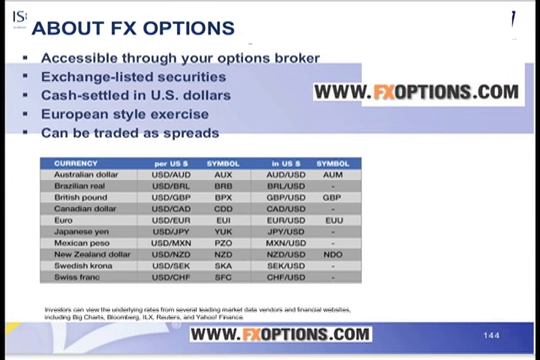 IS
ABOUT FX OPTIONS
Accessible through your options broker
Exchange-listed securities
Cash-settled in U.S. dollars
European style exercise
Can be traded as spreads
WWW.FXOPTIONS.COM
CURRENCY per US $ SYMBOL in US $ SYMBOL
Australian dollar USD/AUD AUX AUD/USD AUM
Brazilian real USD/BRL BRB BRL/USD -
British pound USD/GBP BPX GBP/USD GBP
Canadian dollar USD/CAD CDD CAD/USD -
Euro USD/EUR EUI EUR/USD EUU
Japanese yen USD/JPY YUK JPY/USD -
Mexican peso USD/MXN PZO MXN/USD -
New Zealand dollar USD/NZD NZD NZD/USD NDO
Swedish krona USD/SEK SKA SEK/USD -
Swiss franc USD/CHF SFC CHF/USD -
Investors can view the underlying rates from several leading market data vendors and financial websites,
including Big Charts, Bloomberg, ILX, Reuters, and Yahoo! Finance
WWW.FXOPTIONS.COM
144